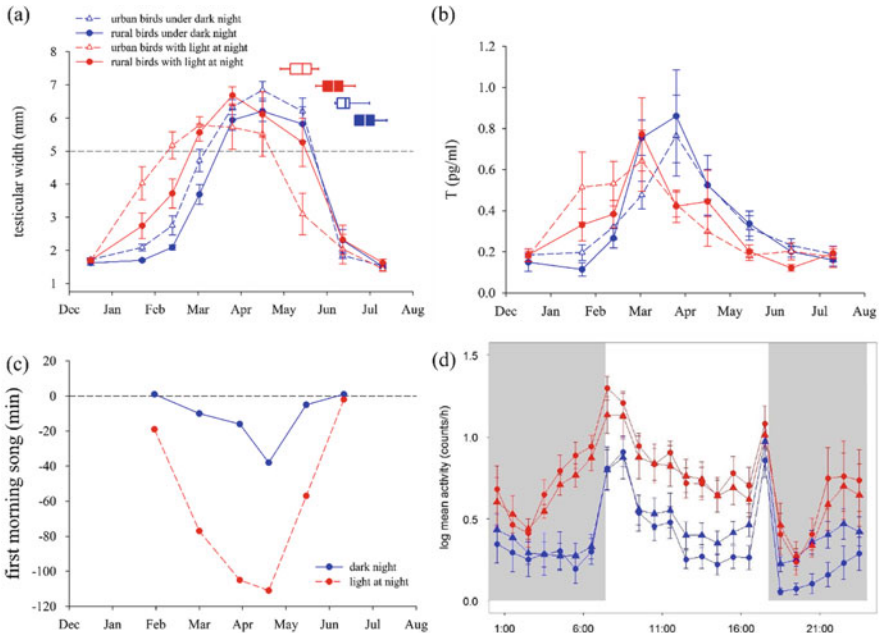 (a)
urban birds under dark night
rural birds under dark night
urban birds with light at night
rural birds with light at night
8
7
6
5
4
3
2
1
testicular width (mm)
Dec Jan Feb Mar Apr May Jun Jul Aug
(b)
1.2
1.0
0.8
0.6
0.4
0.2
0.0
T (pg/ml)
Dec Jan Feb Mar Apr May Jun Jul Aug
(c)
20
0
-20
-40
-60
-80
-100
-120
first morning song (min)
dark night
light at night
Dec Jan Feb Mar Apr May Jun Jul Aug
(d)
1.5
1.0
0.5
0.0
log mean activity (counts/h)
1:00 6:00 11:00 16:00 21:00